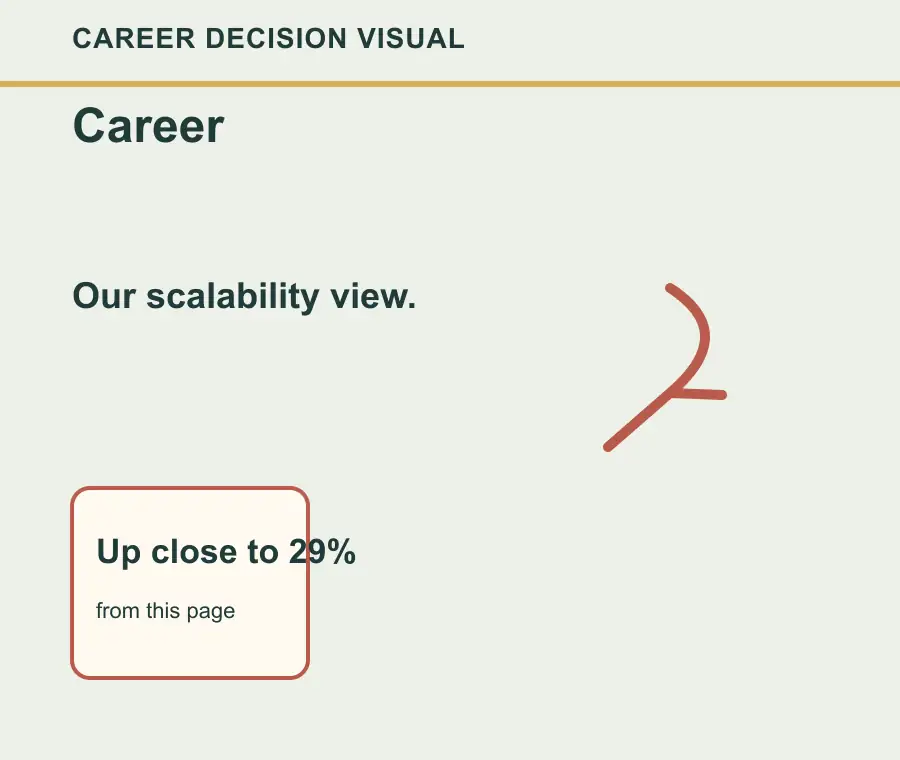 CAREER DECISION VISUAL
Career
Our scalability view.
Up close to 29%
from this page